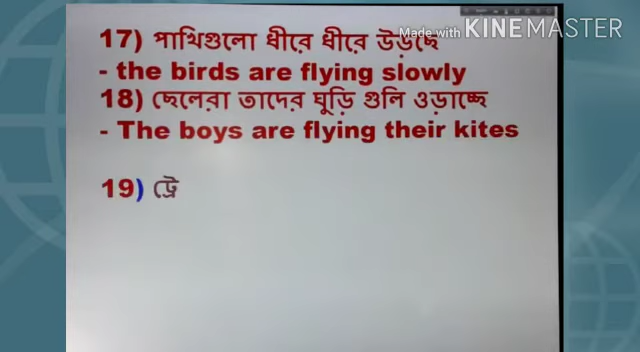 Made with KINEMASTER
17) পাখিগুলো ধীরে ধীরে উড়ছে
- the birds are flying slowly
18) ছেলেরা তাদের ঘুড়ি গুলি ওড়াচ্ছে
- The boys are flying their kites
19) ট্রে